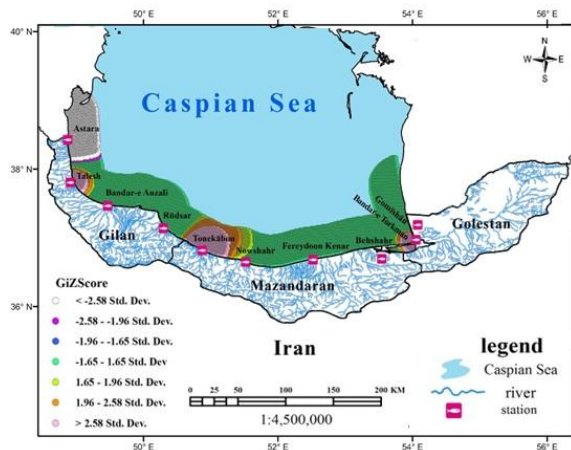 50° E
52° E
54° E
56° E
40° N
N
W E
S
Caspian Sea
Astara
38° N
Talesh
Bandar-e Anzali
Gomishan
Bandar-e Torkman
Rudsar
Golestan
Gilan
Tonekabon
Nowshahr
Fereydoon Kenar
Behshahr
Mazandaran
36° N
GiZScore
< -2.58 Std. Dev.
-2.58 - -1.96 Std. Dev.
-1.96 - -1.65 Std. Dev.
-1.65 - 1.65 Std. Dev
1.65 - 1.96 Std. Dev.
1.96 - 2.58 Std. Dev.
> 2.58 Std. Dev.
Iran
legend
Caspian Sea
river
station
0 25 50 100 150 200 KM
1:4,500,000
50° E
52° E
54° E
56° E